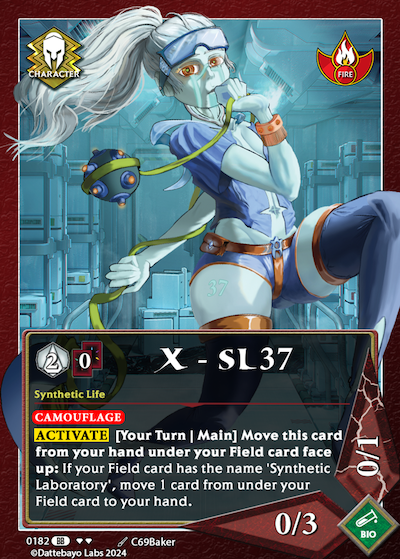 CHARACTER
FIRE
37
2 0 X - SL37
Synthetic Life
CAMOUFLAGE
ACTIVATE [Your Turn | Main] Move this card
from your hand under your Field card face
up: If your Field card has the name 'Synthetic
Laboratory', move 1 card from under your
Field card to your hand.
0/1
0/3
BIO
0182 BB ♥♥ C69Baker
©Dattebayo Labs 2024